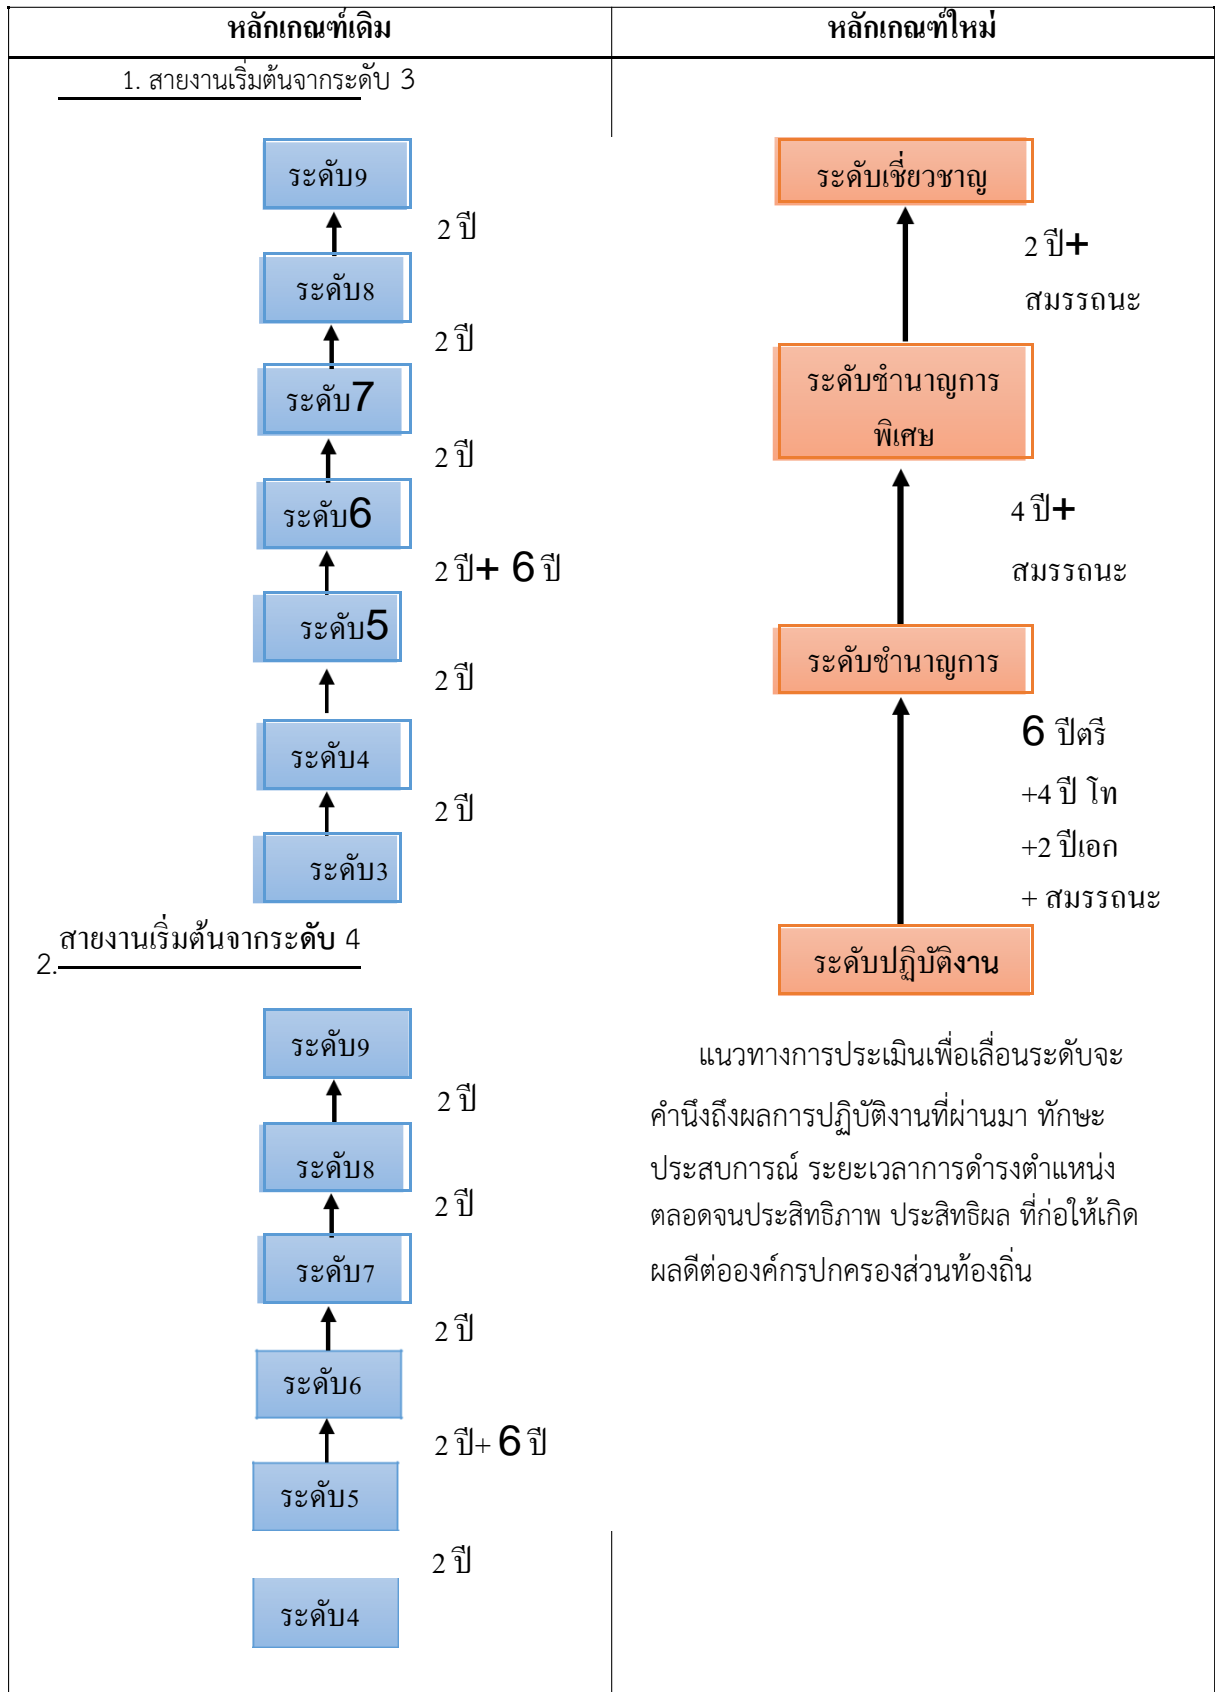 หลักเกณฑ์เดิม
หลักเกณฑ์ใหม่
1. สายงานเริ่มต้นจากระดับ 3
ระดับ9
2 ปี
ระดับ8
2 ปี
ระดับ7
2 ปี
ระดับ6
2 ปี+ 6 ปี
ระดับ5
2 ปี
ระดับ4
2 ปี
ระดับ3
2. สายงานเริ่มต้นจากระดับ 4
ระดับ9
2 ปี
ระดับ8
2 ปี
ระดับ7
2 ปี
ระดับ6
2 ปี+ 6 ปี
ระดับ5
2 ปี
ระดับ4
ระดับเชี่ยวชาญ
2 ปี+
สมรรถนะ
ระดับชำนาญการ
พิเศษ
4 ปี+
สมรรถนะ
ระดับชำนาญการ
6 ปีตรี
+4 ปี โท
+2 ปีเอก
+ สมรรถนะ
ระดับปฏิบัติงาน
แนวทางการประเมินเพื่อเลื่อนระดับจะ
คำนึงถึงผลการปฏิบัติงานที่ผ่านมา ทักษะ
ประสบการณ์ ระยะเวลาการดำรงตำแหน่ง
ตลอดจนประสิทธิภาพ ประสิทธิผล ที่ก่อให้เกิด
ผลดีต่อองค์กรปกครองส่วนท้องถิ่น